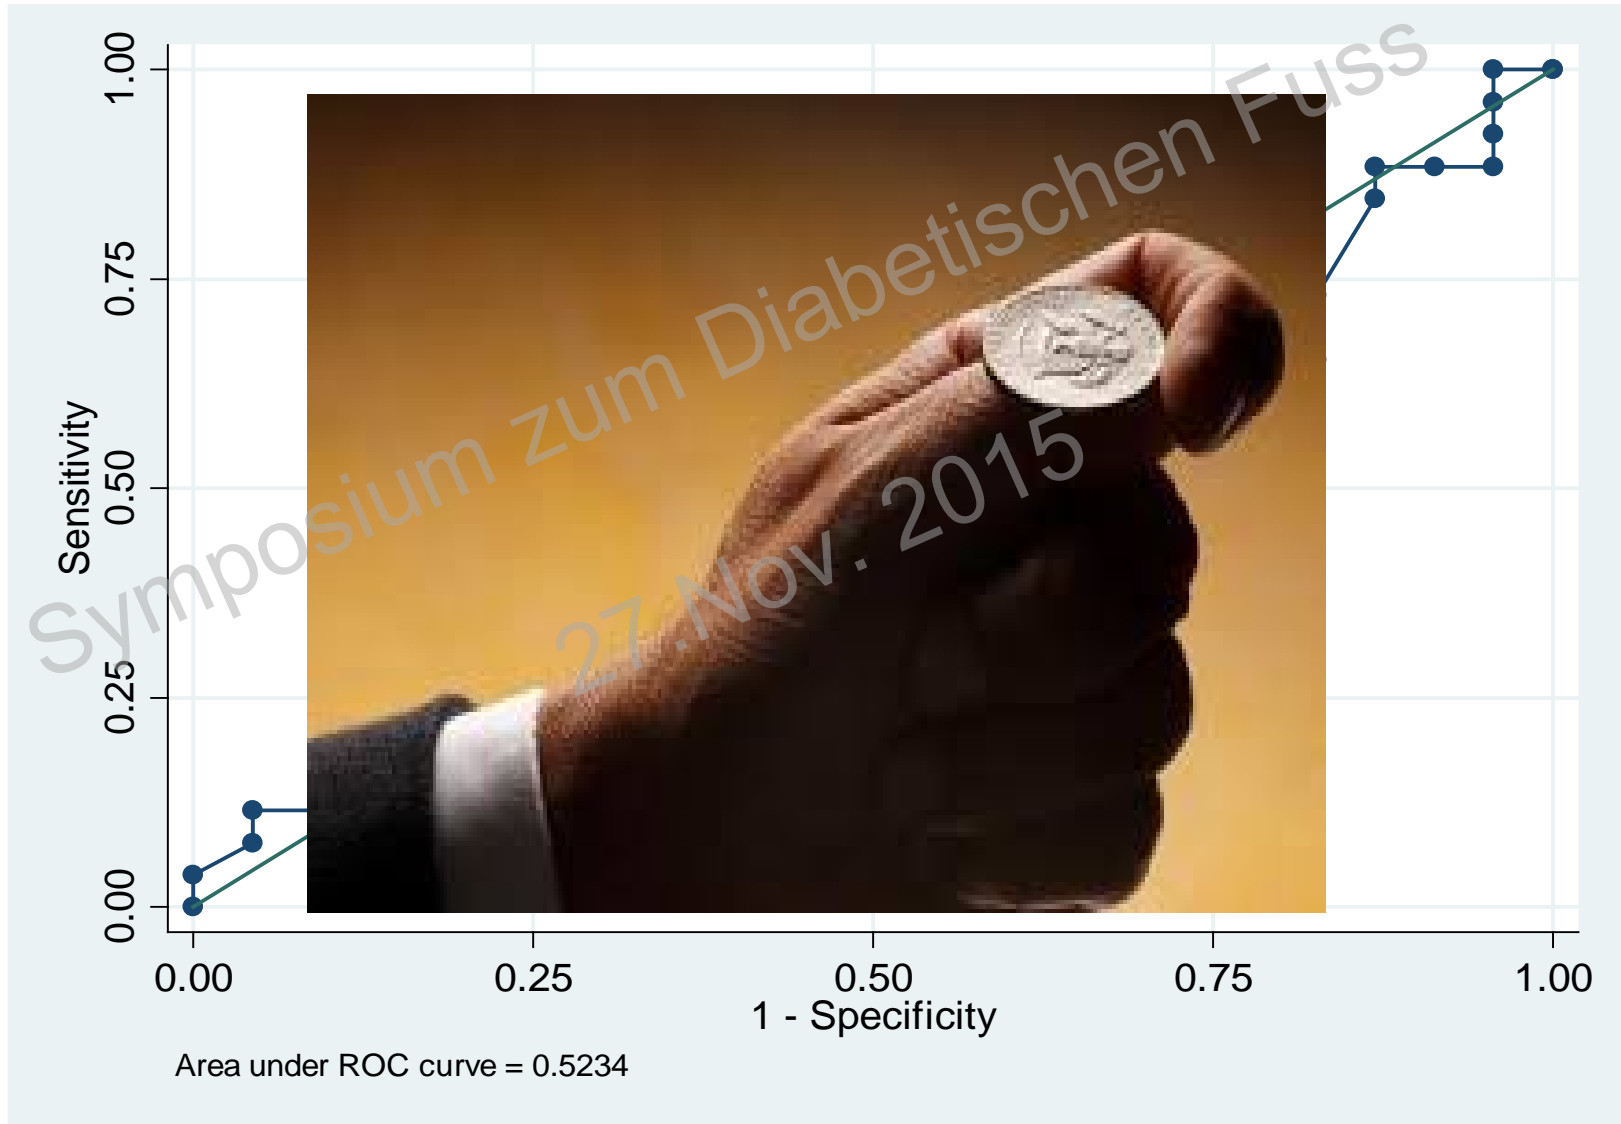 1.00
0.75
0.50
0.25
0.00
Sensitivity
0.00 0.25 0.50 0.75 1.00
1 - Specificity
Area under ROC curve = 0.5234
Symposium zum Diabetischen Fuss
27.Nov. 2015